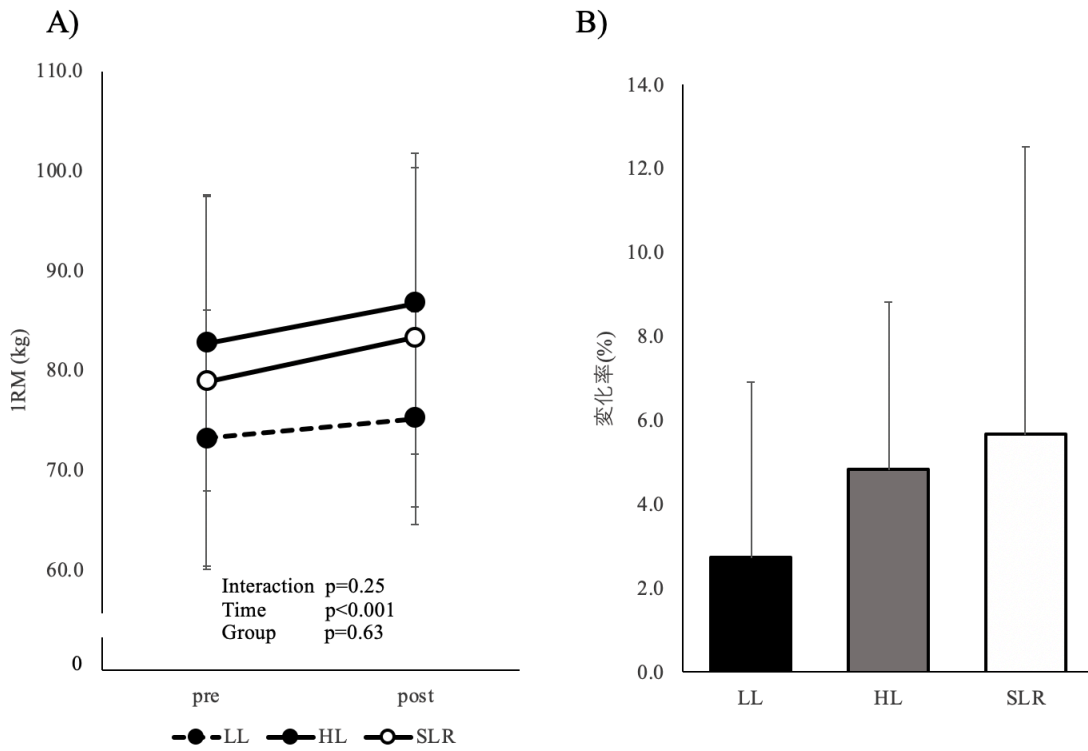 A)
110.0
100.0
90.0
80.0
70.0
60.0
0
1RM (kg)
Interaction p=0.25
Time p<0.001
Group p=0.63
pre post
LL HL SLR
B)
14.0
12.0
10.0
8.0
6.0
4.0
2.0
0.0
変化率(%)
LL HL SLR